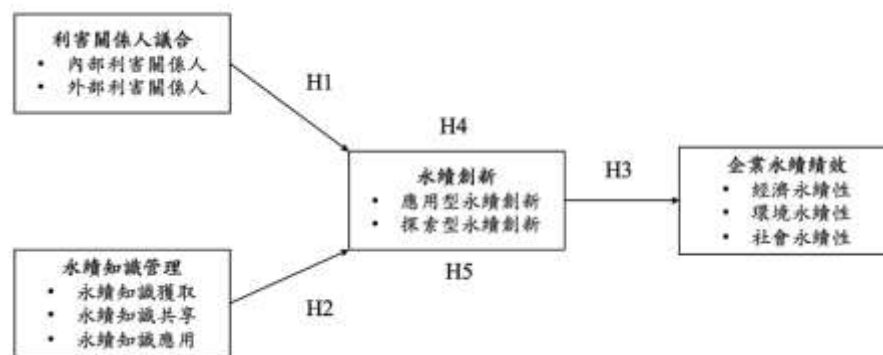 利害關係人議合
• 內部利害關係人
• 外部利害關係人
H1
H4
永續創新
• 應用型永續創新
• 探索型永續創新
H3
企業永續績效
• 經濟永續性
• 環境永續性
• 社會永續性
H5
永續知識管理
• 永續知識獲取
• 永續知識共享
• 永續知識應用
H2